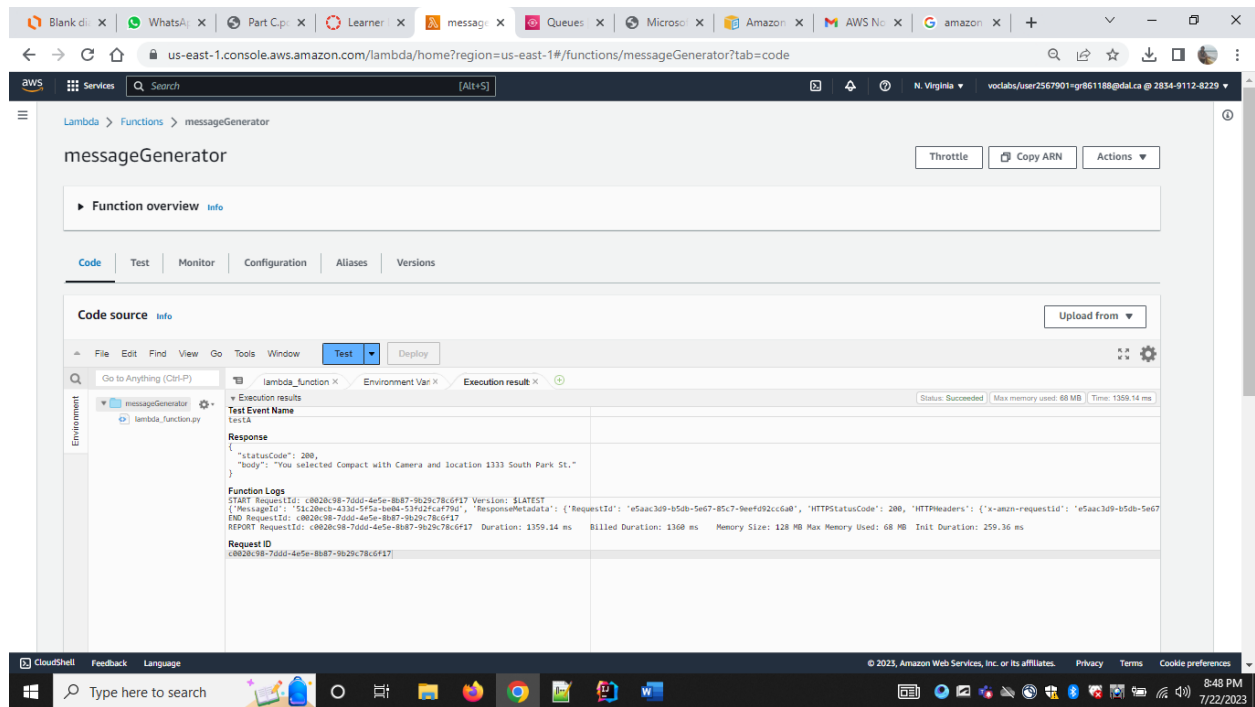 Blank di
WhatsA
Part C.pc
Learner
message
Queues
Microso
Amazon
AWS No
amazon
us-east-1.console.aws.amazon.com/lambda/home?region=us-east-1#/functions/messageGenerator?tab=code
aws
Services
Search
[Alt+S]
N. Virginia
voclabs/user2567901=gr861188@dal.ca @ 2834-9112-8229
Lambda > Functions > messageGenerator
messageGenerator
Throttle
Copy ARN
Actions
Function overview Info
Code
Test
Monitor
Configuration
Aliases
Versions
Code source Info
Upload from
File Edit Find View Go Tools Window
Test
Deploy
Go to Anything (Ctrl-P)
lambda_function
Environment Var
Execution result
Environment
messageGenerator
lambda_function.py
Execution results
Status: Succeeded
Max memory used: 68 MB
Time: 1359.14 ms
Test Event Name
testA
Response
{
"statusCode": 200,
"body": "You selected Compact with Camera and location 1333 South Park St."
}
Function Logs
START RequestId: c0020c98-7ddd-4e5e-8b87-9b29c78c6f17 Version: $LATEST
{'MessageId': '51c20ecb-433d-5f5a-be04-53fd2fcaf79d', 'ResponseMetadata': {'RequestId': 'e5aac3d9-b5db-5e67-85c7-9eefd92cc6a0', 'HTTPStatusCode': 200, 'HTTPHeaders': {'x-amzn-requestid': 'e5aac3d9-b5db-5e67
END RequestId: c0020c98-7ddd-4e5e-8b87-9b29c78c6f17
REPORT RequestId: c0020c98-7ddd-4e5e-8b87-9b29c78c6f17 Duration: 1359.14 ms Billed Duration: 1360 ms Memory Size: 128 MB Max Memory Used: 68 MB Init Duration: 259.36 ms
Request ID
c0020c98-7ddd-4e5e-8b87-9b29c78c6f17
CloudShell
Feedback
Language
© 2023, Amazon Web Services, Inc. or its affiliates.
Privacy
Terms
Cookie preferences
Type here to search
8:48 PM
7/22/2023